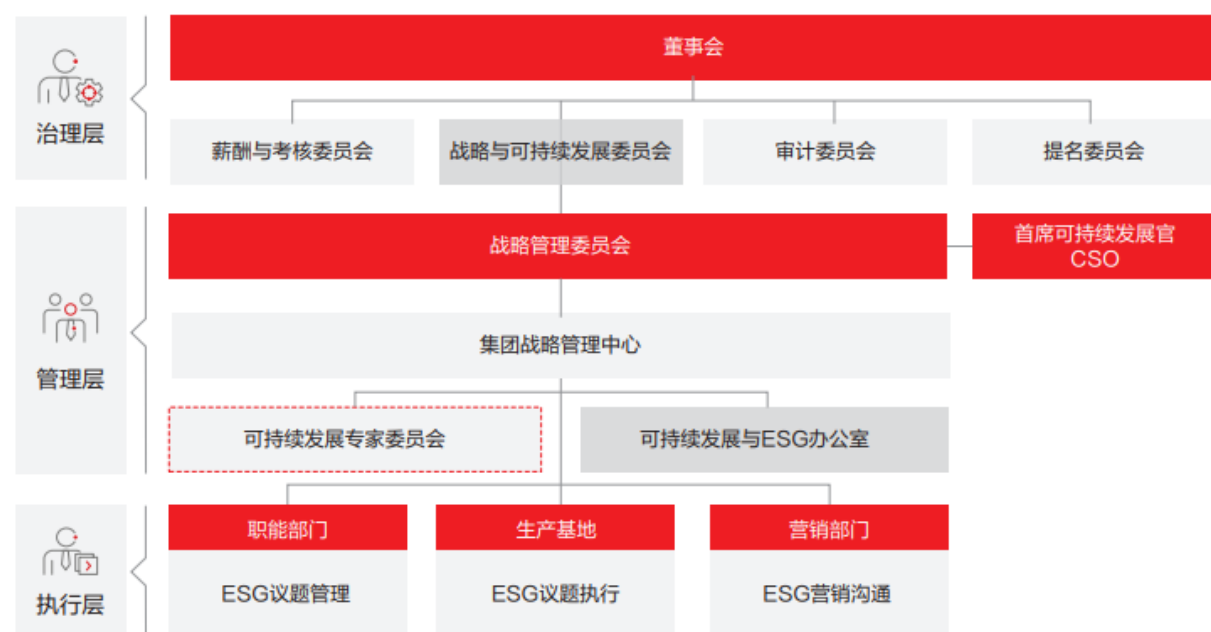 董事会
治理层
薪酬与考核委员会
战略与可持续发展委员会
审计委员会
提名委员会
战略管理委员会
首席可持续发展官
CSO
集团战略管理中心
管理层
可持续发展专家委员会
可持续发展与ESG办公室
职能部门
生产基地
营销部门
执行层
ESG议题管理
ESG议题执行
ESG营销沟通